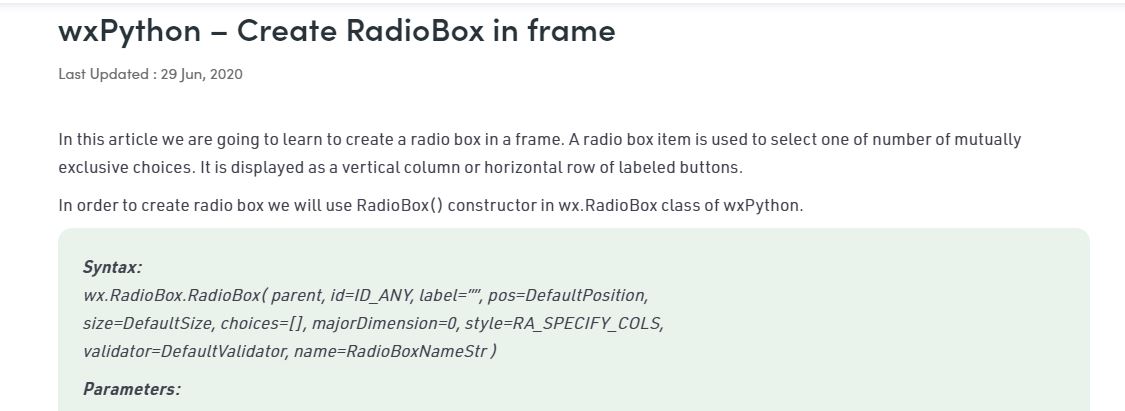 wxPython – Create RadioBox in frame
Last Updated : 29 Jun, 2020
In this article we are going to learn to create a radio box in a frame. A radio box item is used to select one of number of mutually
exclusive choices. It is displayed as a vertical column or horizontal row of labeled buttons.
In order to create radio box we will use RadioBox() constructor in wx.RadioBox class of wxPython.
Syntax:
wx.RadioBox.RadioBox( parent, id=ID_ANY, label=””, pos=DefaultPosition,
size=DefaultSize, choices=[], majorDimension=0, style=RA_SPECIFY_COLS,
validator=DefaultValidator, name=RadioBoxNameStr )
Parameters: